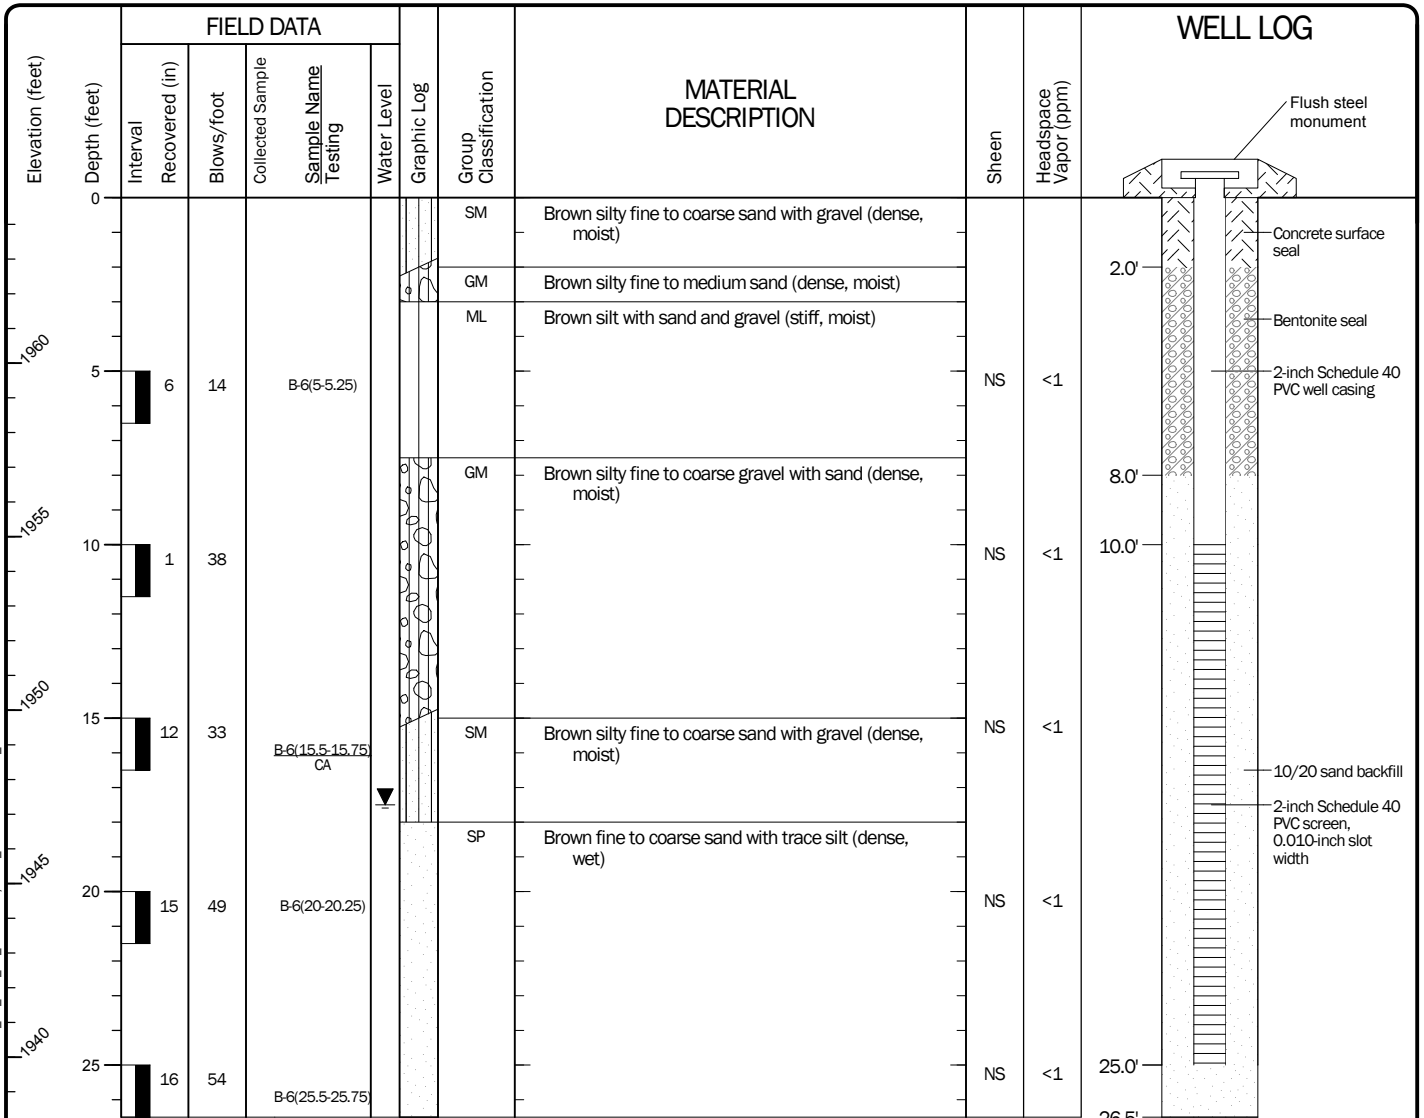 FIELD DATA
WELL LOG
Elevation (feet)
Depth (feet)
Interval
Recovered (in)
Blows/foot
Collected Sample
Sample Name
Testing
Water Level
Graphic Log
Group
Classification
MATERIAL
DESCRIPTION
Sheen
Headspace
Vapor (ppm)
Flush steel
monument
0
SM
Brown silty fine to coarse sand with gravel (dense,
moist)
Concrete surface
seal
2.0'
GM
Brown silty fine to medium sand (dense, moist)
ML
Brown silt with sand and gravel (stiff, moist)
Bentonite seal
1960
5
6
14
B-6(5-5.25)
NS
<1
2-inch Schedule 40
PVC well casing
GM
Brown silty fine to coarse gravel with sand (dense,
moist)
8.0'
1955
10
1
38
NS
<1
10.0'
1950
15
12
33
B-6(15.5-15.75)
CA
SM
Brown silty fine to coarse sand with gravel (dense,
moist)
NS
<1
10/20 sand backfill
2-inch Schedule 40
PVC screen,
0.010-inch slot
width
SP
Brown fine to coarse sand with trace silt (dense,
wet)
1945
20
15
49
B-6(20-20.25)
NS
<1
1940
25
16
54
B-6(25.5-25.75)
NS
<1
25.0'
26.5'